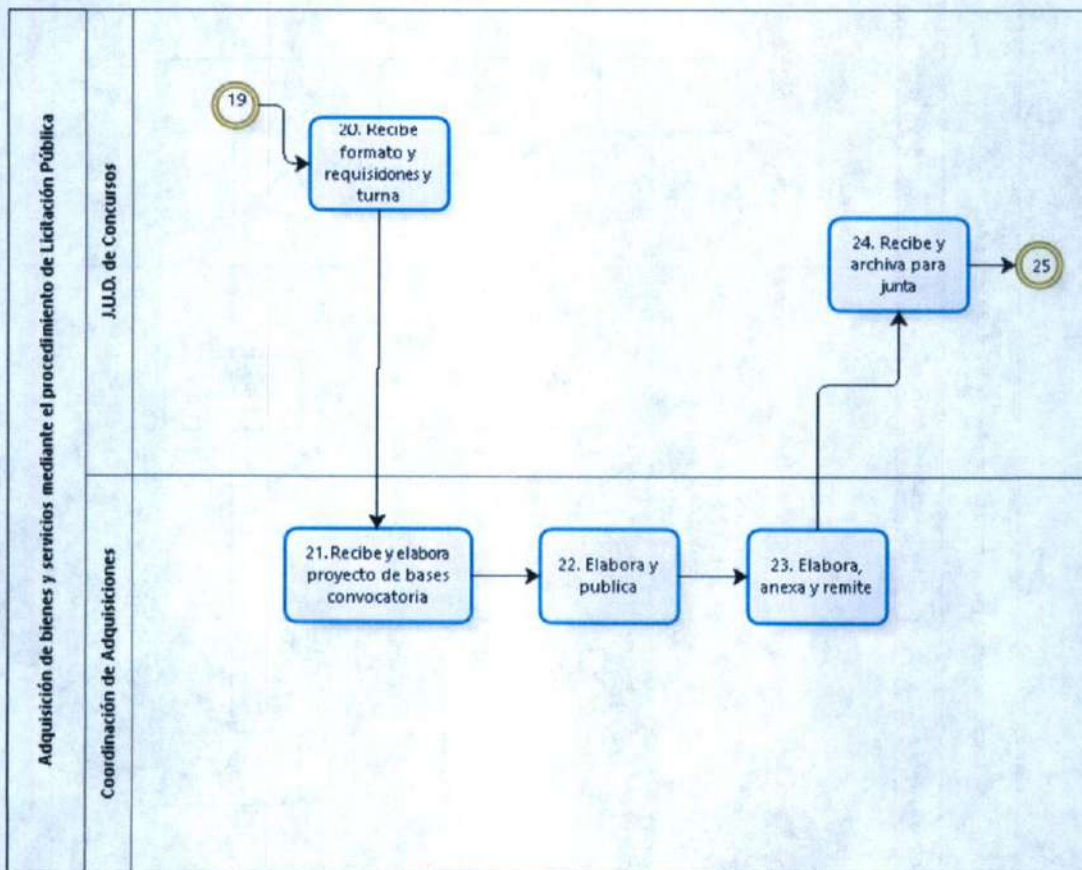 Adquisición de bienes y servicios mediante el procedimiento de Licitación Pública
J.U.D. de Concursos
19
20. Recibe
formato y
requisiciones y
turna
24. Recibe y
archiva para
junta
25
Coordinación de Adquisiciones
21. Recibe y elabora
proyecto de bases
convocatoria
22. Elabora y
publica
23. Elabora,
anexa y remite